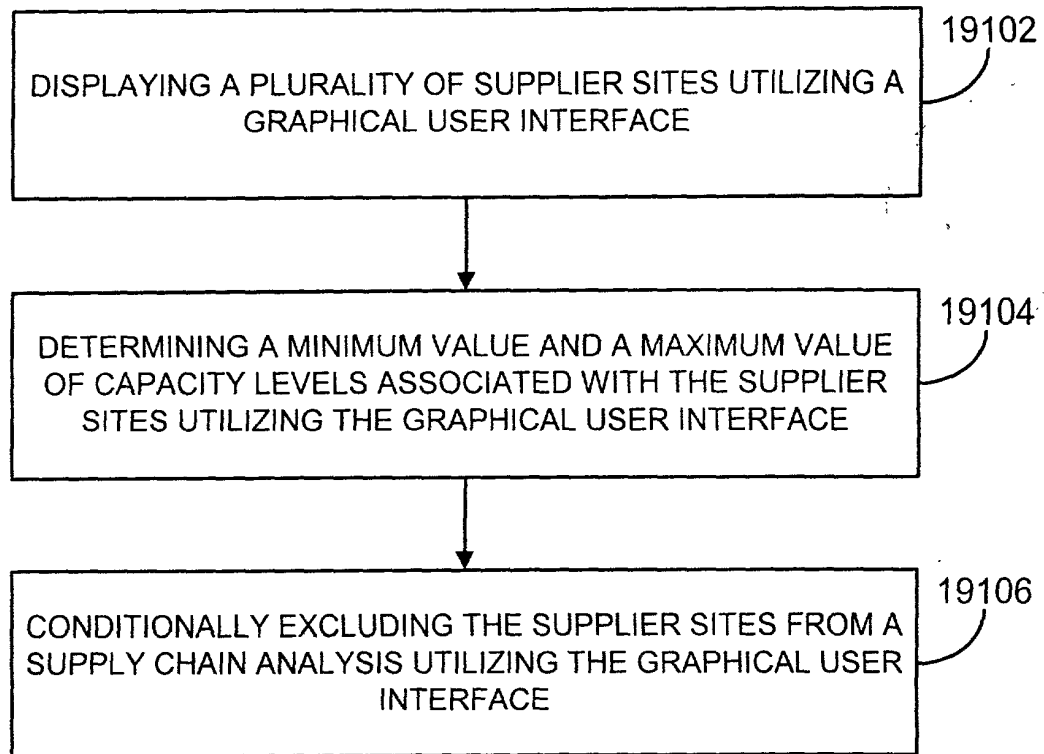 19102
DISPLAYING A PLURALITY OF SUPPLIER SITES UTILIZING A
GRAPHICAL USER INTERFACE
19104
DETERMINING A MINIMUM VALUE AND A MAXIMUM VALUE
OF CAPACITY LEVELS ASSOCIATED WITH THE SUPPLIER
SITES UTILIZING THE GRAPHICAL USER INTERFACE
19106
CONDITIONALLY EXCLUDING THE SUPPLIER SITES FROM A
SUPPLY CHAIN ANALYSIS UTILIZING THE GRAPHICAL USER
INTERFACE